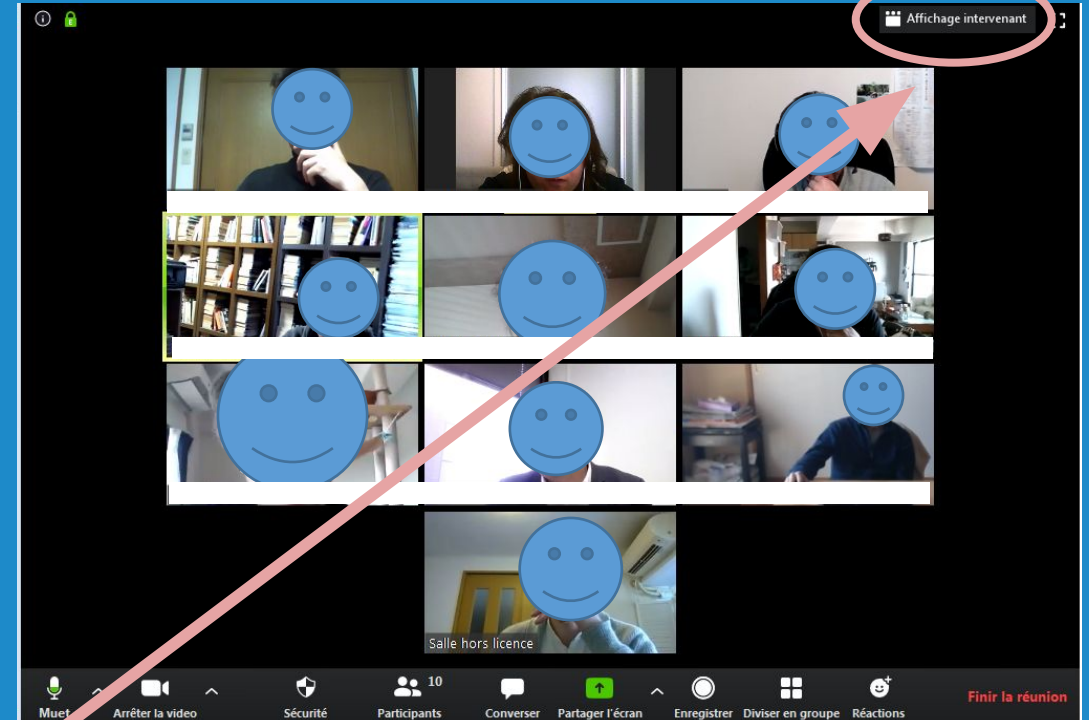 Affichage intervenant
Salle hors licence
10
Muet
Arrêter la video
Sécurité
Participants
Converser
Partager l'écran
Enregistrer
Diviser en groupe
Réactions
Finir la réunion